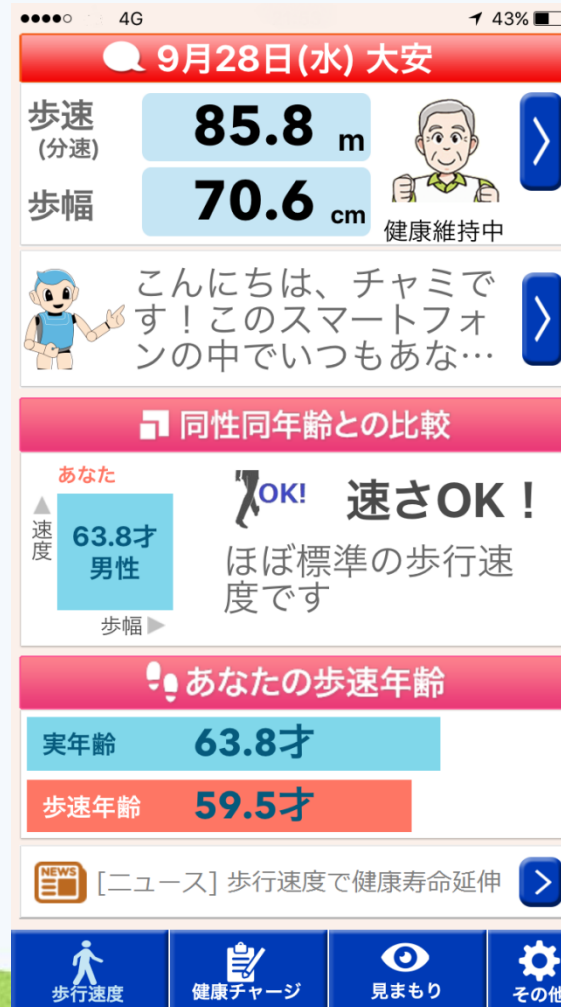 4G 43%
9月28日(水) 大安
歩速 85.8 m
(分速)
歩幅 70.6 cm
健康維持中
こんにちは、チャミで
す！このスマートフォ
ンの中でいつもあな…
同性同年齢との比較
あなた
速度
63.8才
男性
歩幅
OK!
速さOK！
ほぼ標準の歩行速
度です
あなたの歩速年齢
実年齢 63.8才
歩速年齢 59.5才
NEWS
[ニュース] 歩行速度で健康寿命延伸
歩行速度 健康チャージ 見まもり その他